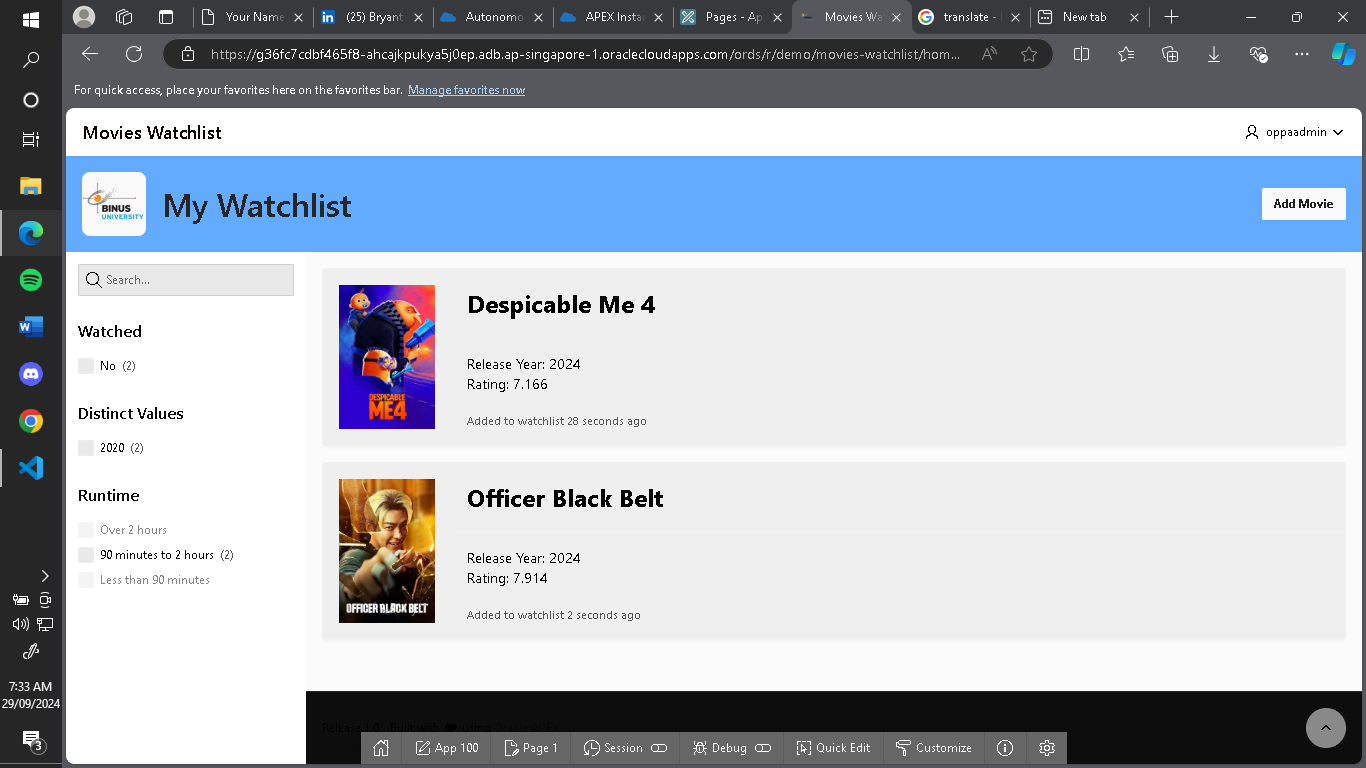 Your Name
(25) Bryant
Autonomo
APEX Insta
Pages - Ap
Movies Wa
translate -
New tab
https://g36fc7cdbf465f8-ahcajkpukya5j0ep.adb.ap-singapore-1.oraclecloudapps.com/ords/r/demo/movies-watchlist/hom...
For quick access, place your favorites here on the favorites bar. Manage favorites now
Movies Watchlist
oppaadmin
BINUS
UNIVERSITY
My Watchlist
Add Movie
Search...
Watched
No (2)
Distinct Values
2020 (2)
Runtime
Over 2 hours
90 minutes to 2 hours (2)
Less than 90 minutes
DESPICABLE
ME4
Despicable Me 4
Release Year: 2024
Rating: 7.166
Added to watchlist 28 seconds ago
OFFICER BLACK BELT
Officer Black Belt
Release Year: 2024
Rating: 7.914
Added to watchlist 2 seconds ago
Release 1.0 Built with using
App 100
Page 1
Session
Debug
Quick Edit
Customize
7:33 AM
29/09/2024
3